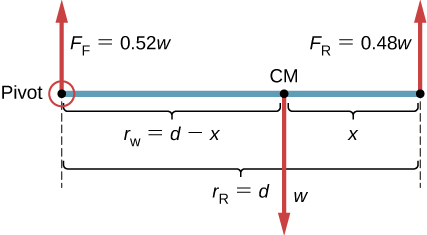 F_F = 0.52w
F_R = 0.48w
CM
Pivot
r_w = d − x
x
r_R = d
w